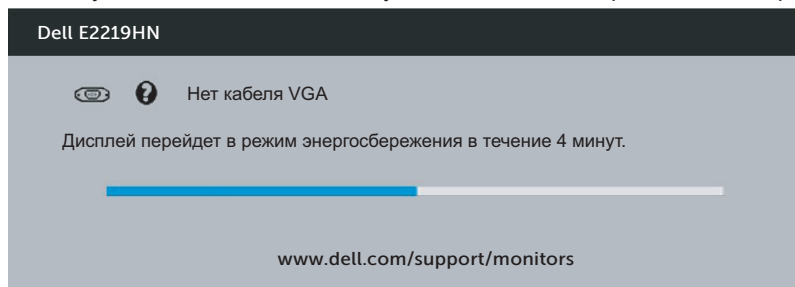 Dell E2219HN
Нет кабеля VGA
Дисплей перейдет в режим энергосбережения в течение 4 минут.
www.dell.com/support/monitors